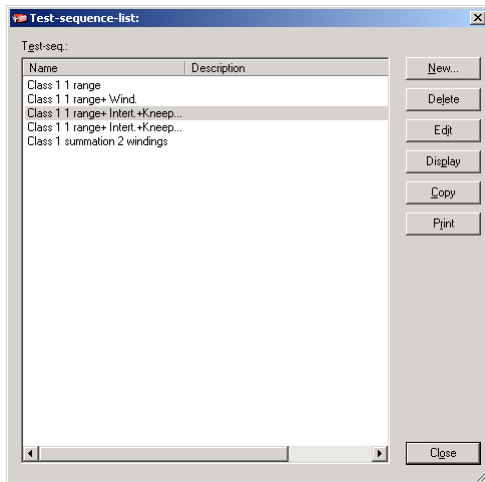 Test-sequence-list:
Test-seq.:
Name Description
Class 1 1 range
Class 1 1 range+ Wind.
Class 1 1 range+ Intert.+Kneep...
Class 1 1 range+ Intert.+Kneep...
Class 1 summation 2 windings
New...
Delete
Edit
Display
Copy
Print
Close